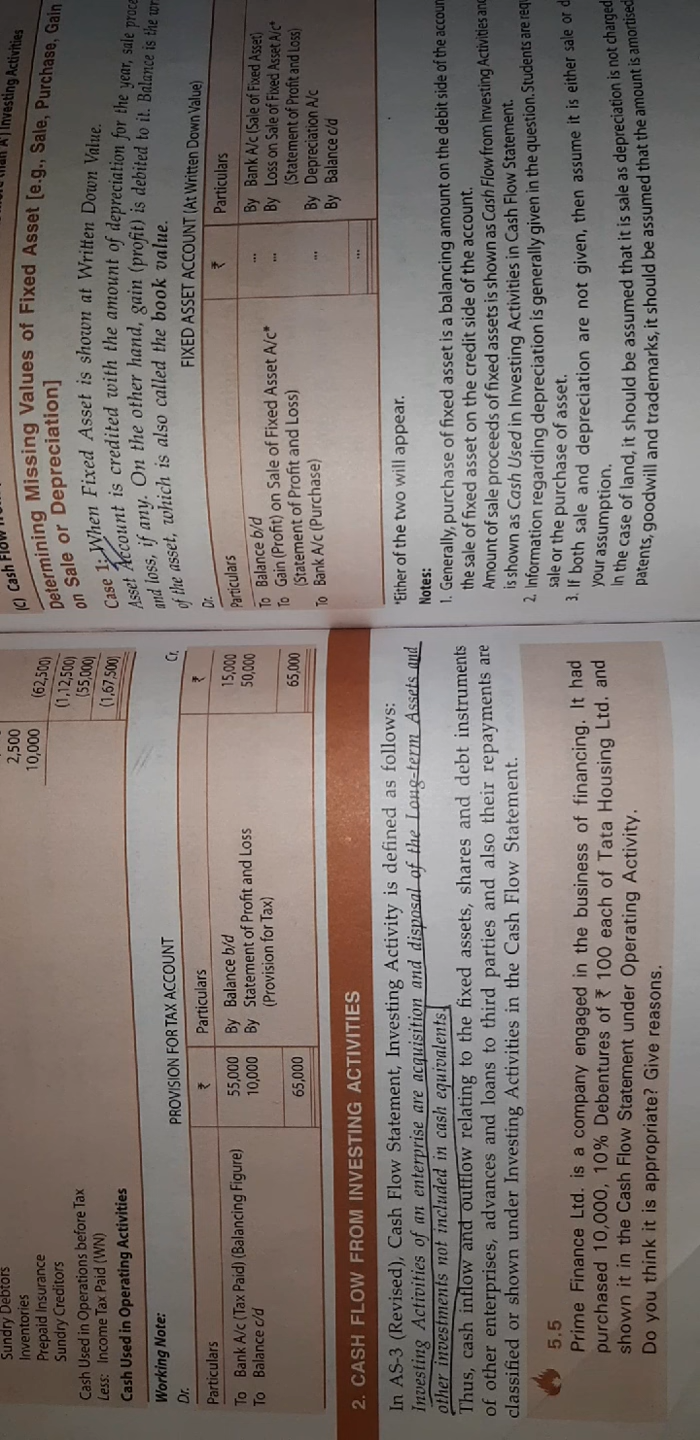 Sundry Debtors
Inventories 2,500
Prepaid Insurance 10,000
Sundry Creditors (62,500)
Cash Used in Operations before Tax (1,12,500)
Less: Income Tax Paid (WN) (55,000)
Cash Used in Operating Activities (1,67,500)
Working Note:
PROVISION FOR TAX ACCOUNT
Dr. Cr.
Particulars ₹ Particulars ₹
To Bank A/c (Tax Paid) (Balancing Figure) 55,000 By Balance b/d 15,000
To Balance c/d 10,000 By Statement of Profit and Loss 50,000
(Provision for Tax)
65,000 65,000
2. CASH FLOW FROM INVESTING ACTIVITIES
In AS-3 (Revised), Cash Flow Statement, Investing Activity is defined as follows:
Investing Activities of an enterprise are acquisition and disposal of the Long-term Assets and
other investments not included in cash equivalents.
Thus, cash inflow and outflow relating to the fixed assets, shares and debt instruments
of other enterprises, advances and loans to third parties and also their repayments are
classified or shown under Investing Activities in the Cash Flow Statement.
5.5
Prime Finance Ltd. is a company engaged in the business of financing. It had
purchased 10,000, 10% Debentures of ₹ 100 each of Tata Housing Ltd. and
shown it in the Cash Flow Statement under Operating Activity.
Do you think it is appropriate? Give reasons.
(C) Cash Flow A) Investing Activities
Determining Missing Values of Fixed Asset [e.g., Sale, Purchase, Gain
on Sale or Depreciation]
Case 1: When Fixed Asset is shown at Written Down Value.
Asset Account is credited with the amount of depreciation for the year, sale
and loss, if any. On the other hand, gain (profit) is debited to it. Balance is the
of the asset, which is also called the book value.
FIXED ASSET ACCOUNT (At Written Down Value)
Dr.
Particulars ₹ Particulars
To Balance b/d ... By Bank A/c (Sale of Fixed Asset)
To Gain (Profit) on Sale of Fixed Asset A/c* ... By Loss on Sale of Fixed Asset A/c*
(Statement of Profit and Loss) (Statement of Profit and Loss)
To Bank A/c (Purchase) ... By Depreciation A/c
By Balance c/d
...
*Either of the two will appear.
Notes:
1. Generally, purchase of fixed asset is a balancing amount on the debit side of the
the sale of fixed asset on the credit side of the account.
Amount of sale proceeds of fixed assets is shown as Cash Flow from Investing Activities
is shown as Cash Used in Investing Activities in Cash Flow Statement.
2. Information regarding depreciation is generally given in the question. Students are
sale or the purchase of asset.
3. If both sale and depreciation are not given, then assume it is either sale or
your assumption.
In the case of land, it should be assumed that it is sale as depreciation is not charged
patents, goodwill and trademarks, it should be assumed that the amount is amortised